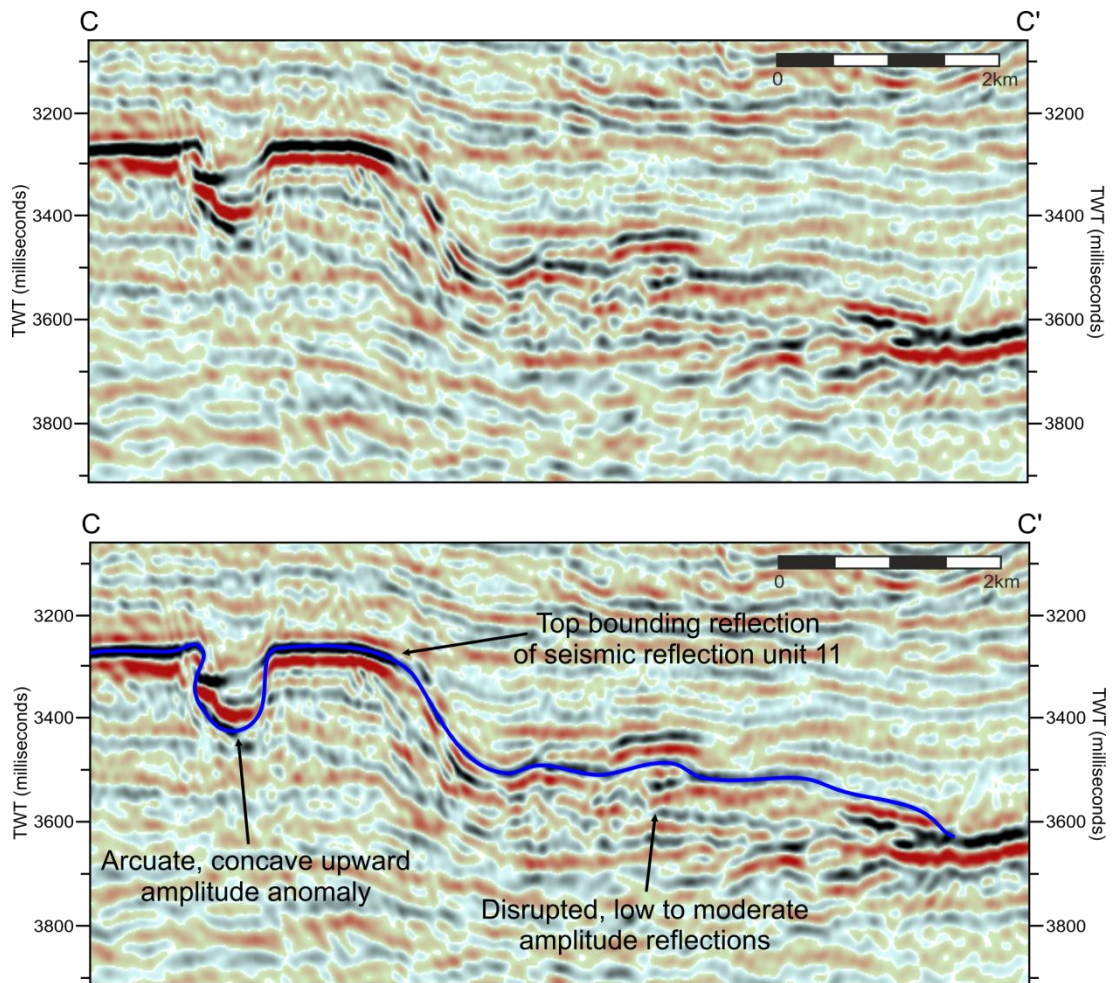 C C'
0 2km
3200 3200
3400 3400
3600 3600
3800 3800
TWT (milliseconds) TWT (milliseconds)
C C'
0 2km
3200 3200
Top bounding reflection
of seismic reflection unit 11
3400 3400
3600 3600
3800 3800
TWT (milliseconds) TWT (milliseconds)
Arcuate, concave upward
amplitude anomaly
Disrupted, low to moderate
amplitude reflections